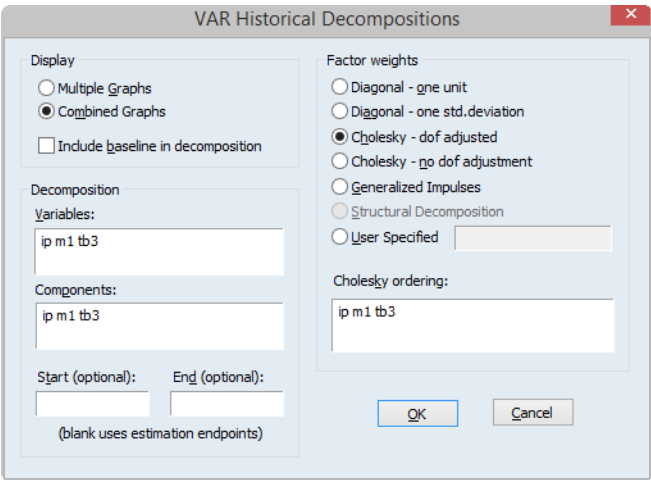 VAR Historical Decompositions
Display
Multiple Graphs
Combined Graphs
Include baseline in decomposition
Decomposition
Variables:
ip m1 tb3
Components:
ip m1 tb3
Start (optional): End (optional):
(blank uses estimation endpoints)
Factor weights
Diagonal - one unit
Diagonal - one std.deviation
Cholesky - dof adjusted
Cholesky - no dof adjustment
Generalized Impulses
Structural Decomposition
User Specified
Cholesky ordering:
ip m1 tb3
OK Cancel